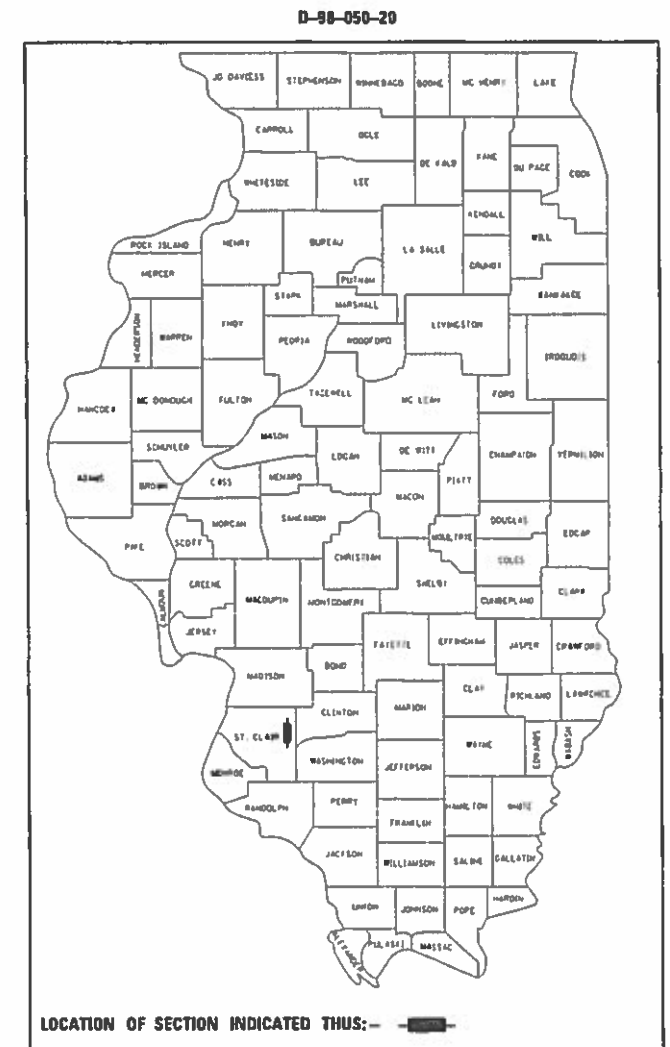 D-98-050-20
JO DAVIESS STEPHENSON WINNEBAGO BOONE MC HENRY LAKE
CARROLL OGLE DE KALB KANE DU PAGE COOK
WHITESIDE LEE KENDALL WILL
ROCK ISLAND HENRY BUREAU LA SALLE GRUNDY
MERCER PUTNAM KANKAKEE
STARK MARSHALL LIVINGSTON
HENDERSON WARREN KNOX PEORIA WOODFORD IROQUOIS
HANCOCK MC DONOUGH FULTON TAZEWELL MC LEAN FORD
SCHUYLER MASON LOGAN DE WITT CHAMPAIGN VERMILION
ADAMS BROWN CASS MENARD MACON PIATT
PIKE SCOTT MORGAN SANGAMON MOULTRIE DOUGLAS EDGAR
CHRISTIAN COLES
CALHOUN GREENE MACOUPIN MONTGOMERY SHELBY CUMBERLAND CLARK
JERSEY FAYETTE EFFINGHAM JASPER CRAWFORD
MADISON BOND CLAY RICHLAND LAWRENCE
CLINTON MARION
ST. CLAIR WASHINGTON WAYNE EDWARDS WABASH
MONROE JEFFERSON
RANDOLPH PERRY HAMILTON WHITE
FRANKLIN
JACKSON WILLIAMSON SALINE GALLATIN
UNION JOHNSON POPE HARDIN
ALEXANDER PULASKI MASSAC
LOCATION OF SECTION INDICATED THUS:-